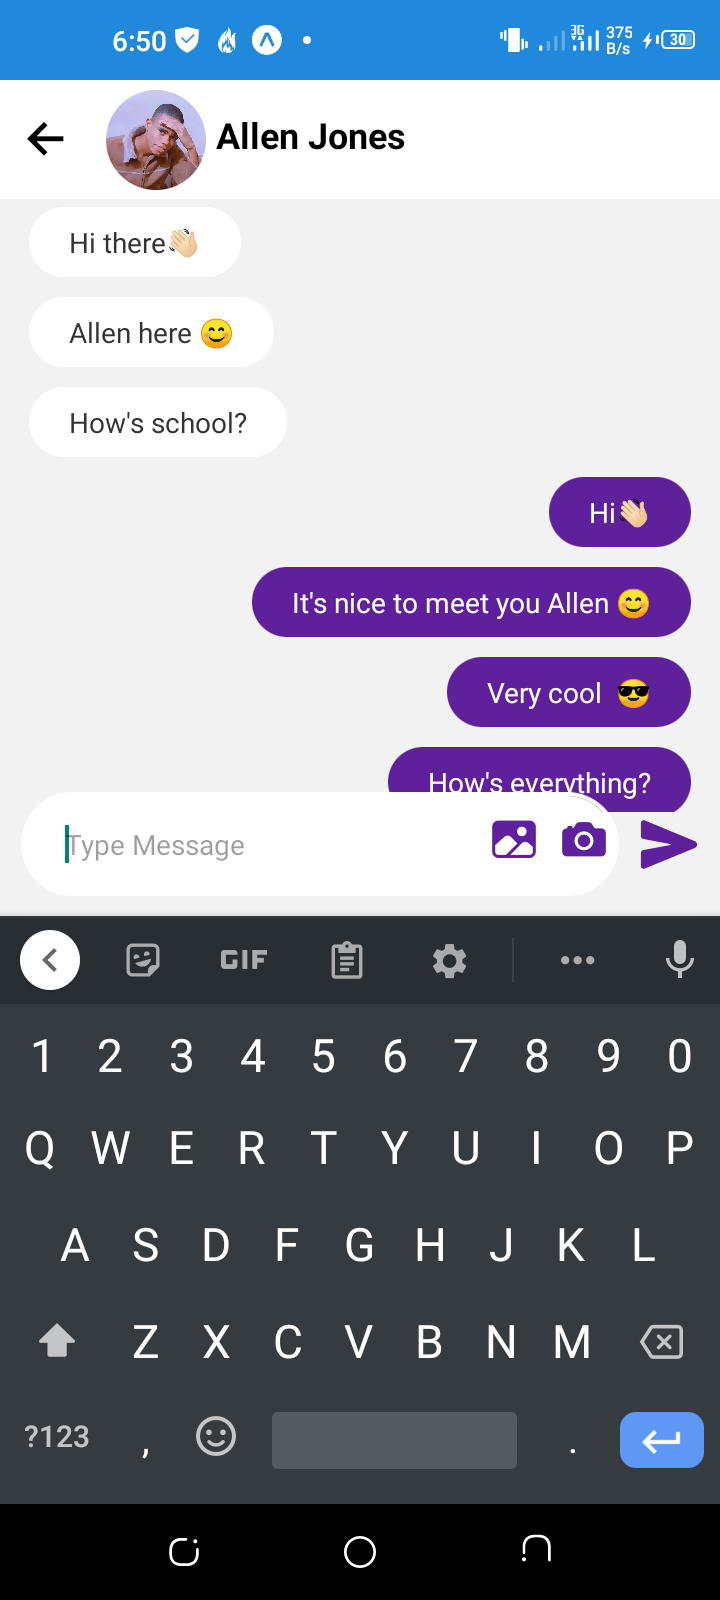 6:50 3G 375 B/s 30
Allen Jones
Hi there👋🏻
Allen here 😊
How's school?
Hi👋🏻
It's nice to meet you Allen 😊
Very cool 😎
How's everything?
Type Message
GIF
1 2 3 4 5 6 7 8 9 0
Q W E R T Y U I O P
A S D F G H J K L
Z X C V B N M
?123 , .